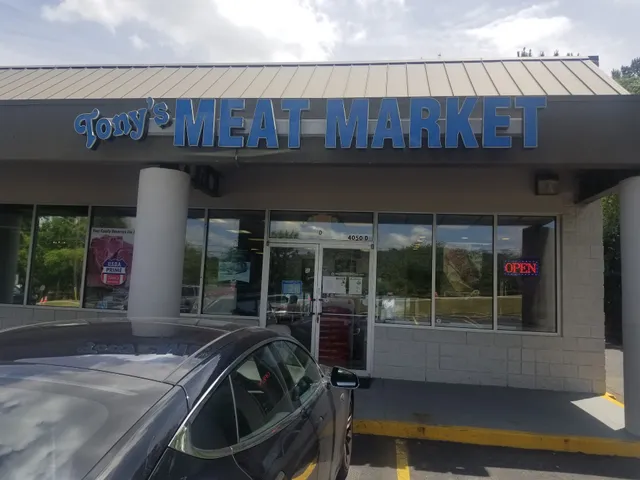 Tony's MEAT MARKET
4050 B
USDA
PRIME
OPEN